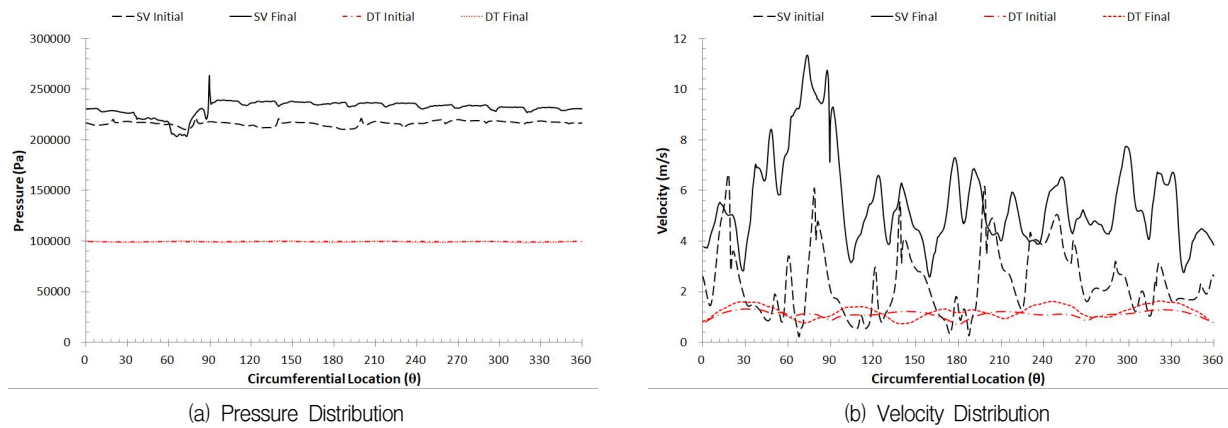 SV Initial SV Final DT Initial DT Final
300000
250000
200000
150000
100000
50000
0
Pressure (Pa)
0 30 60 90 120 150 180 210 240 270 300 330 360
Circumferential Location (θ)
(a) Pressure Distribution
SV initial SV Final DT Initial DT Final
12
10
8
6
4
2
0
Velocity (m/s)
0 30 60 90 120 150 180 210 240 270 300 330 360
Circumferential Location (θ)
(b) Velocity Distribution